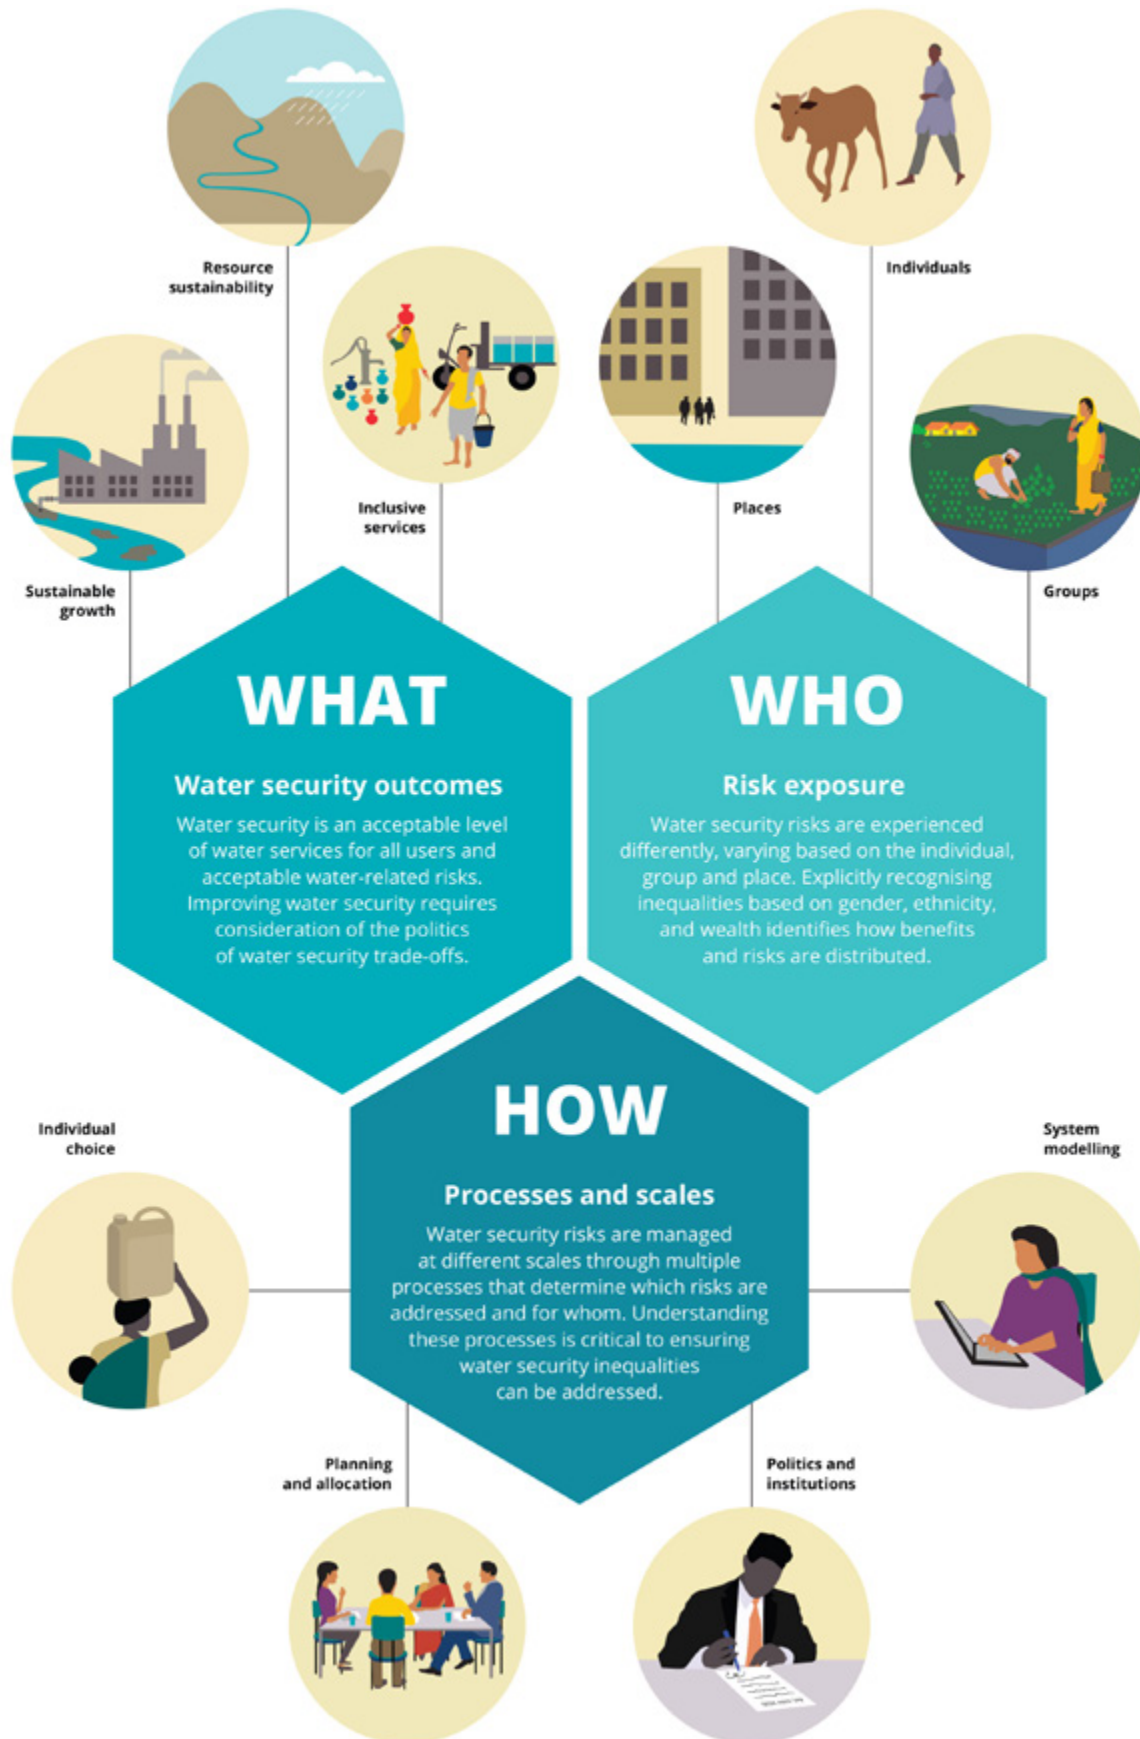 Resource
sustainability
Individuals
Inclusive
services
Places
Sustainable
growth
Groups
WHAT
Water security outcomes
Water security is an acceptable level
of water services for all users and
acceptable water-related risks.
Improving water security requires
consideration of the politics
of water security trade-offs.
WHO
Risk exposure
Water security risks are experienced
differently, varying based on the individual,
group and place. Explicitly recognising
inequalities based on gender, ethnicity,
and wealth identifies how benefits
and risks are distributed.
HOW
Processes and scales
Water security risks are managed
at different scales through multiple
processes that determine which risks are
addressed and for whom. Understanding
these processes is critical to ensuring
water security inequalities
can be addressed.
Individual
choice
System
modelling
Planning
and allocation
Politics and
institutions